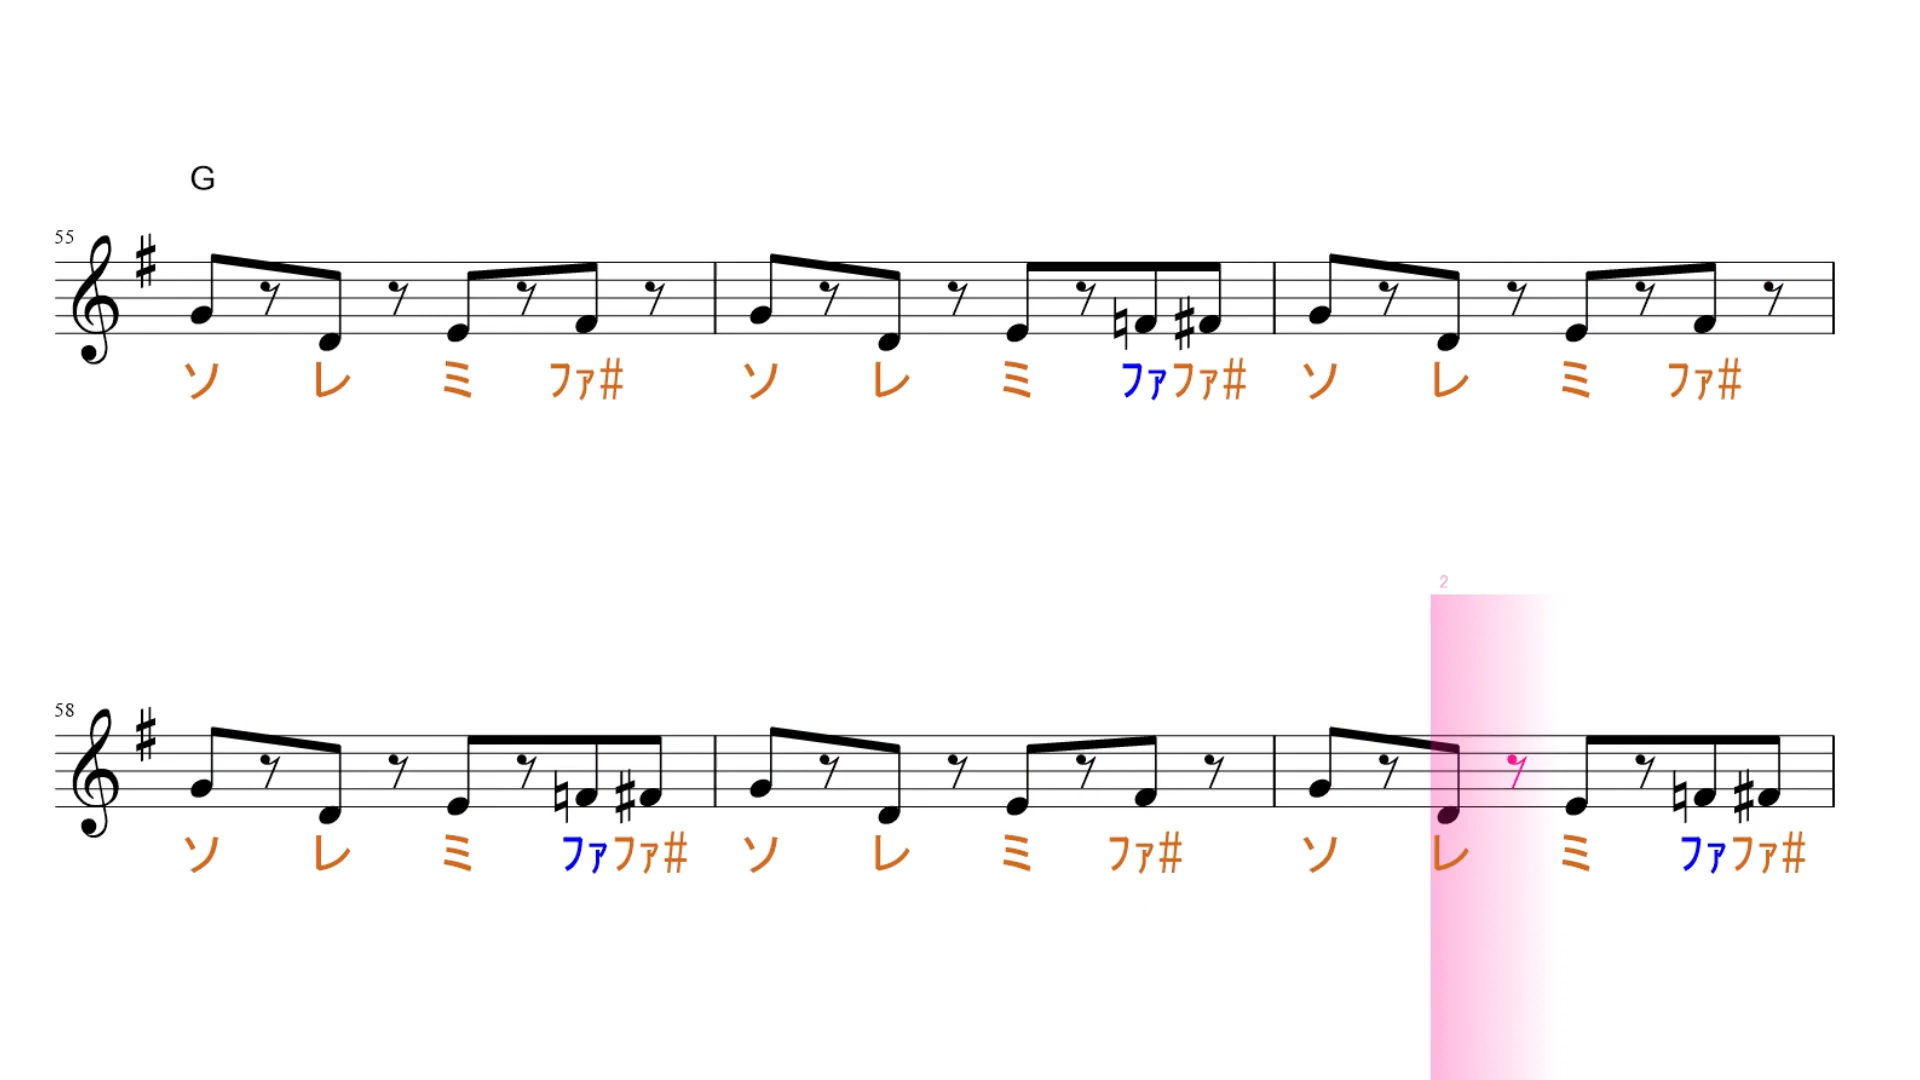 G
55
ソ レ ミ ファ# ソ レ ミ ファファ# ソ レ ミ ファ#
2
58
ソ レ ミ ファファ# ソ レ ミ ファ# ソ レ ミ ファファ#